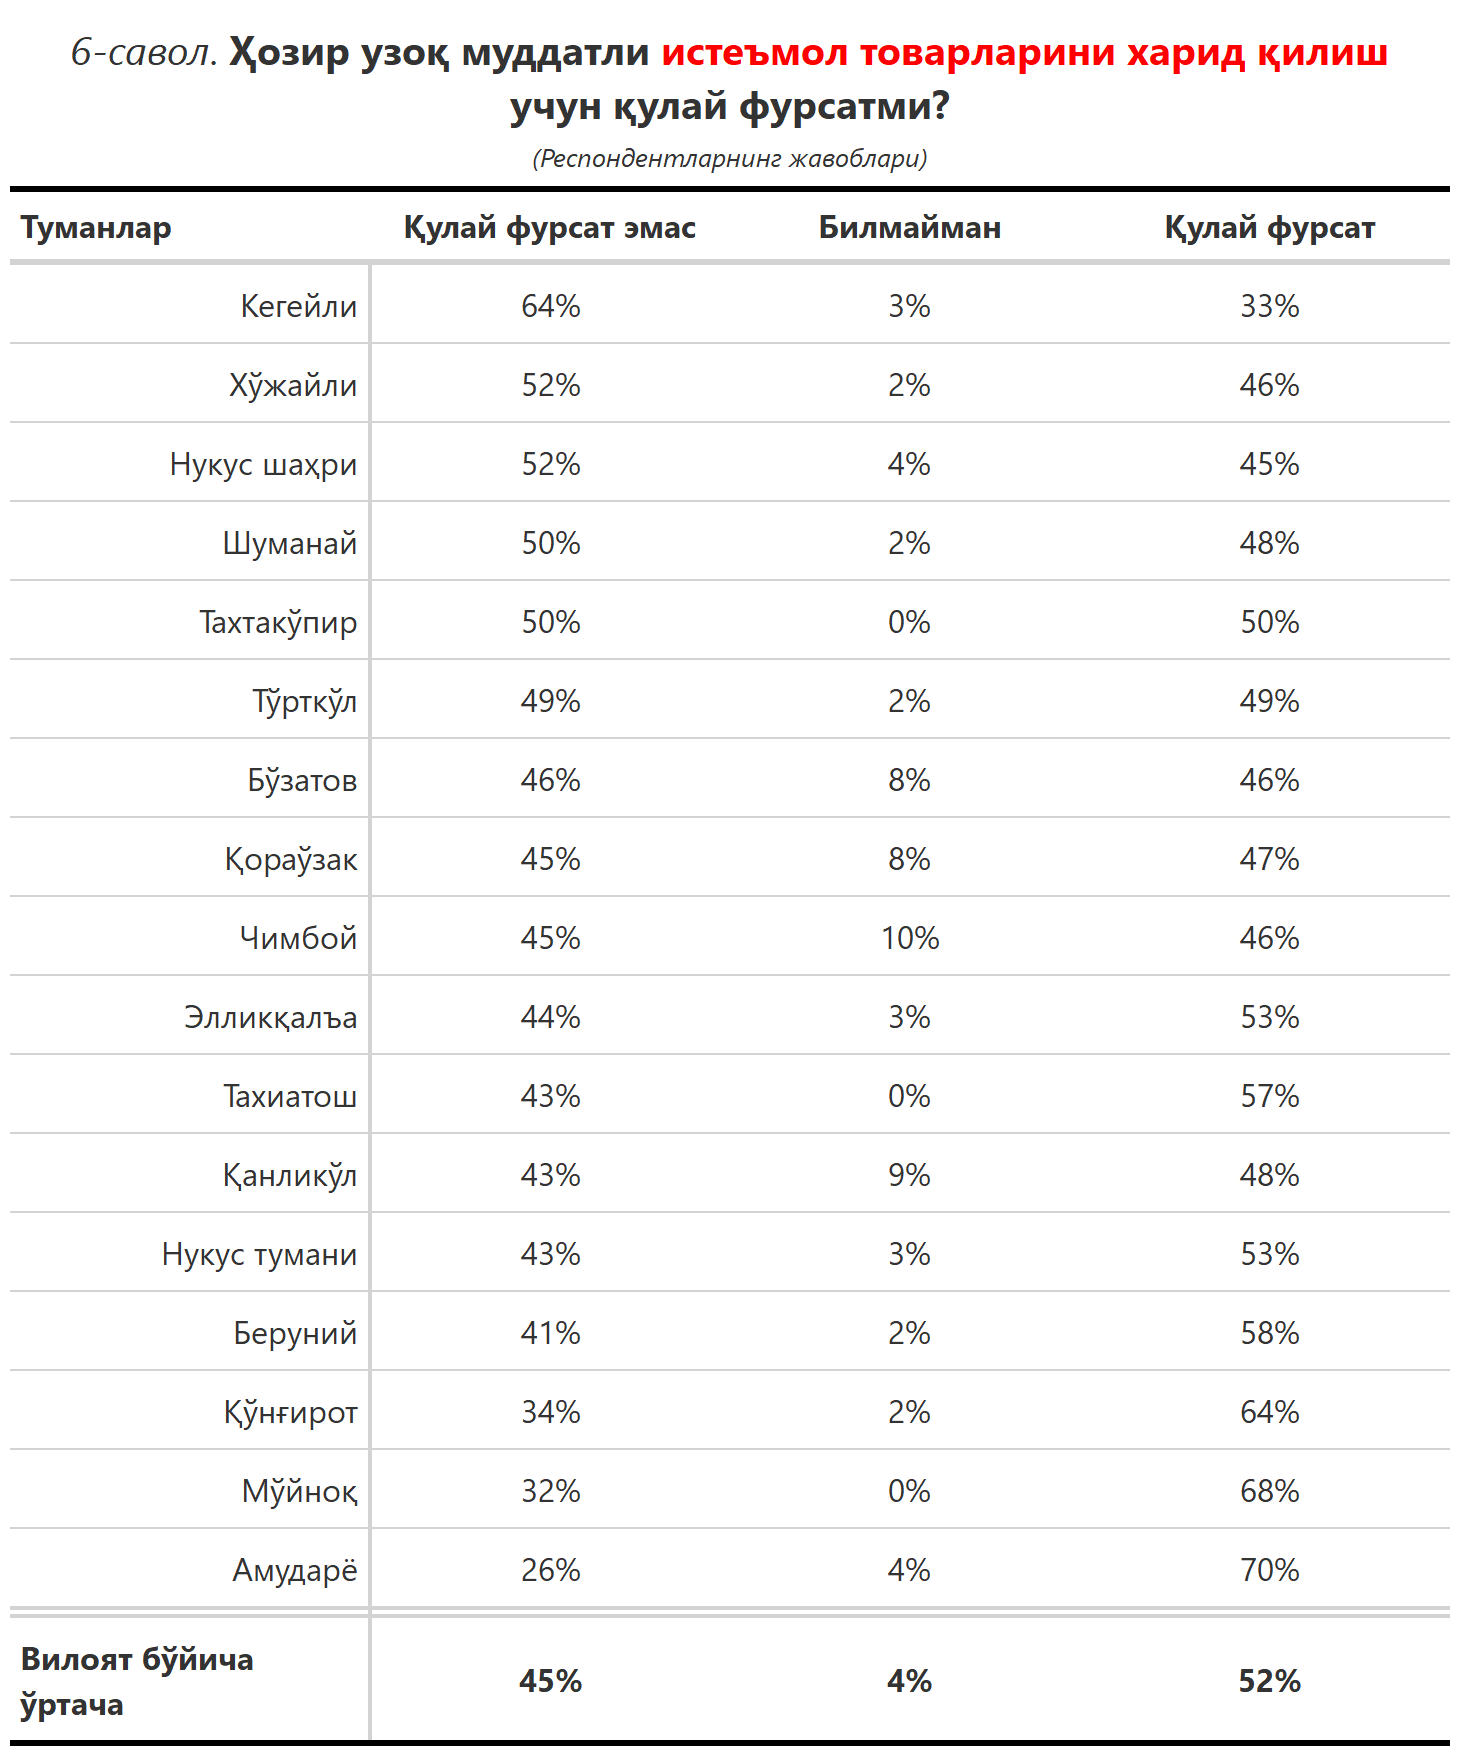 6-савол. Ҳозир узоқ муддатли истеъмол товарларини харид қилиш
учун қулай фурсатми?
(Респондентларнинг жавоблари)
Туманлар Қулай фурсат эмас Билмайман Қулай фурсат
Кегейли 64% 3% 33%
Хўжайли 52% 2% 46%
Нукус шаҳри 52% 4% 45%
Шуманай 50% 2% 48%
Тахтакўпир 50% 0% 50%
Тўрткўл 49% 2% 49%
Бўзатов 46% 8% 46%
Қораўзак 45% 8% 47%
Чимбой 45% 10% 46%
Элликқалъа 44% 3% 53%
Тахиатош 43% 0% 57%
Қанликўл 43% 9% 48%
Нукус тумани 43% 3% 53%
Беруний 41% 2% 58%
Қўнғирот 34% 2% 64%
Мўйноқ 32% 0% 68%
Амударё 26% 4% 70%
Вилоят бўйича
ўртача 45% 4% 52%